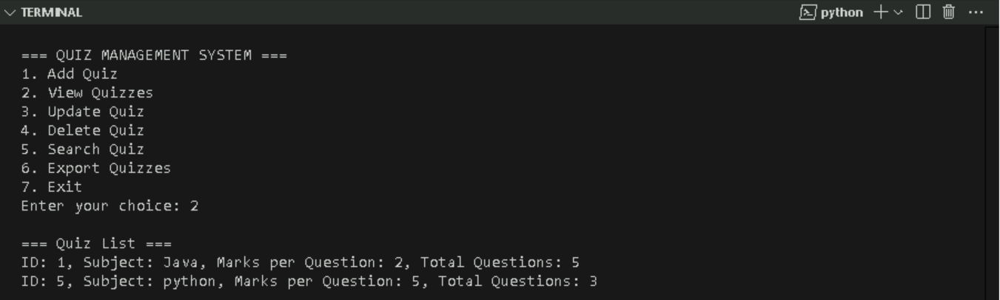 TERMINAL
python
=== QUIZ MANAGEMENT SYSTEM ===
1. Add Quiz
2. View Quizzes
3. Update Quiz
4. Delete Quiz
5. Search Quiz
6. Export Quizzes
7. Exit
Enter your choice: 2
=== Quiz List ===
ID: 1, Subject: Java, Marks per Question: 2, Total Questions: 5
ID: 5, Subject: python, Marks per Question: 5, Total Questions: 3